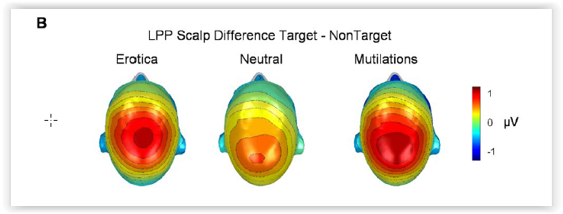 B
LPP Scalp Difference Target - NonTarget
Erotica Neutral Mutilations
1
0 µV
-1